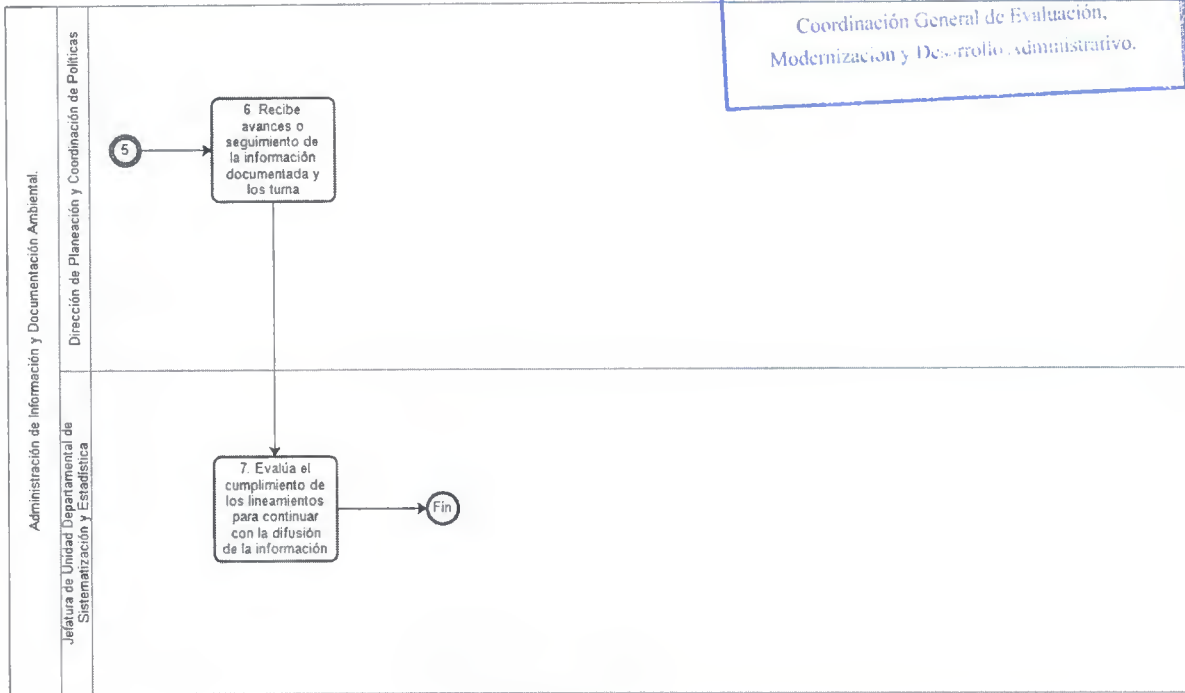 Coordinación General de Evaluación,
Modernización y Desarrollo Administrativo.
Administración de Información y Documentación Ambiental.
Dirección de Planeación y Coordinación de Políticas
5
6 Recibe
avances o
seguimiento de
la información
documentada y
los turna
Jefatura de Unidad Departamental de
Sistematización y Estadística
7. Evalúa el
cumplimiento de
los lineamientos
para continuar
con la difusión
de la información
Fin